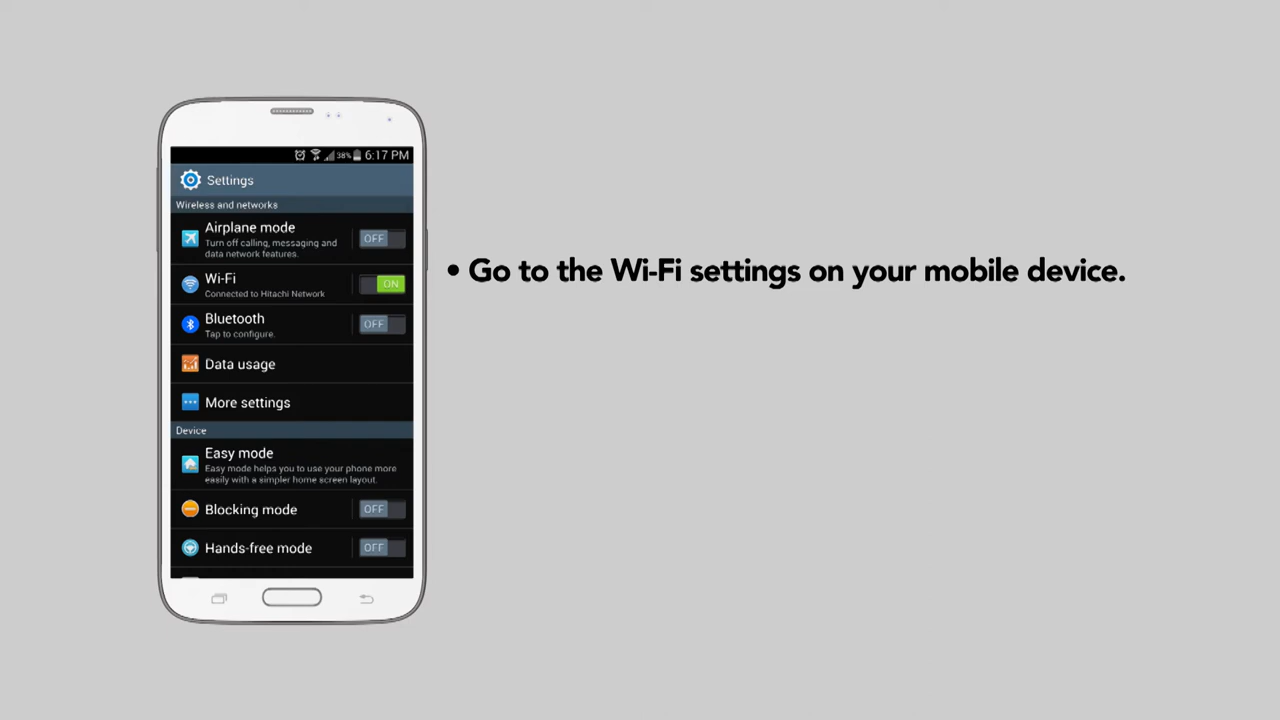 38% 6:17 PM
Settings
Wireless and networks
Airplane mode
Turn off calling, messaging and
data network features.
OFF
Wi-Fi
Connected to Hitachi Network
ON
Bluetooth
Tap to configure.
OFF
Data usage
More settings
Device
Easy mode
Easy mode helps you to use your phone more
easily with a simpler home screen layout.
Blocking mode
OFF
Hands-free mode
OFF
• Go to the Wi-Fi settings on your mobile device.